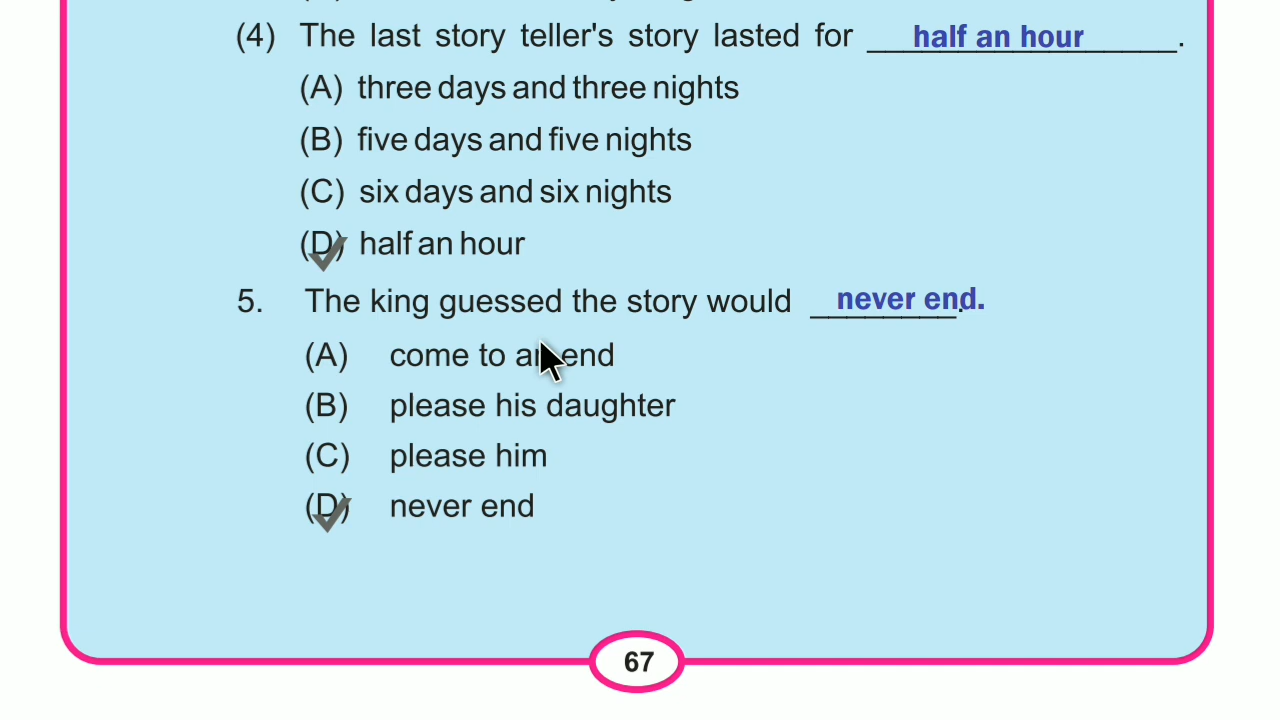 (4) The last story teller's story lasted for half an hour.
(A) three days and three nights
(B) five days and five nights
(C) six days and six nights
(D) half an hour
5. The king guessed the story would never end.
(A) come to an end
(B) please his daughter
(C) please him
(D) never end
67